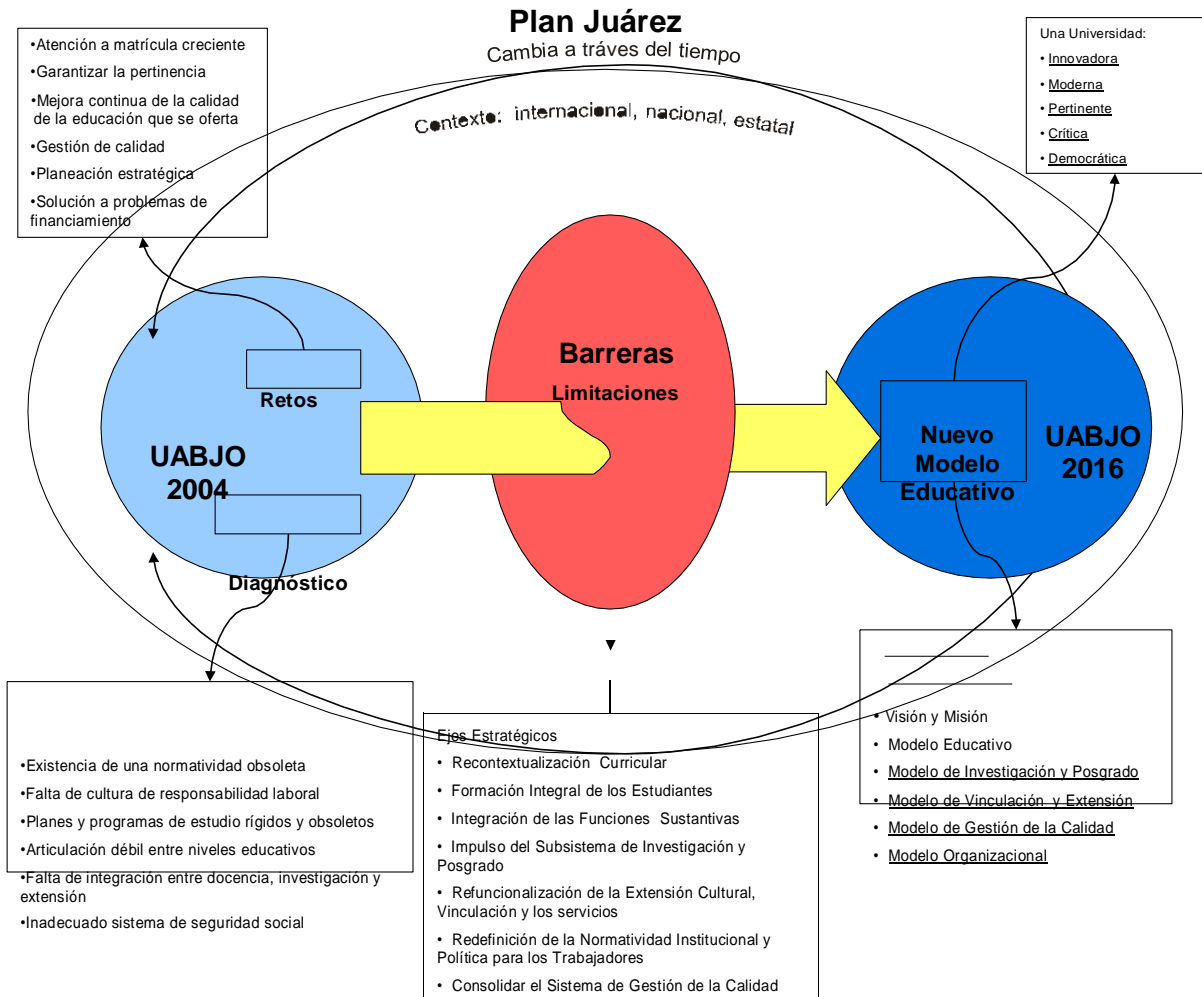 Plan Juárez
Cambia a tráves del tiempo
Contexto: internacional, nacional, estatal
•Atención a matrícula creciente
•Garantizar la pertinencia
•Mejora continua de la calidad
de la educación que se oferta
•Gestión de calidad
•Planeación estratégica
•Solución a problemas de
financiamiento
Una Universidad:
• Innovadora
• Moderna
• Pertinente
• Crítica
• Democrática
Retos
UABJO
2004
Diagnóstico
Barreras
Limitaciones
Nuevo
Modelo
Educativo
UABJO
2016
•Existencia de una normatividad obsoleta
•Falta de cultura de responsabilidad laboral
•Planes y programas de estudio rígidos y obsoletos
•Articulación débil entre niveles educativos
•Falta de integración entre docencia, investigación y
extensión
•Inadecuado sistema de seguridad social
Ejes Estratégicos
• Recontextualización Curricular
• Formación Integral de los Estudiantes
• Integración de las Funciones Sustantivas
• Impulso del Subsistema de Investigación y
Posgrado
• Refuncionalización de la Extensión Cultural,
Vinculación y los servicios
• Redefinición de la Normatividad Institucional y
Política para los Trabajadores
• Consolidar el Sistema de Gestión de la Calidad
• Visión y Misión
• Modelo Educativo
• Modelo de Investigación y Posgrado
• Modelo de Vinculación y Extensión
• Modelo de Gestión de la Calidad
• Modelo Organizacional